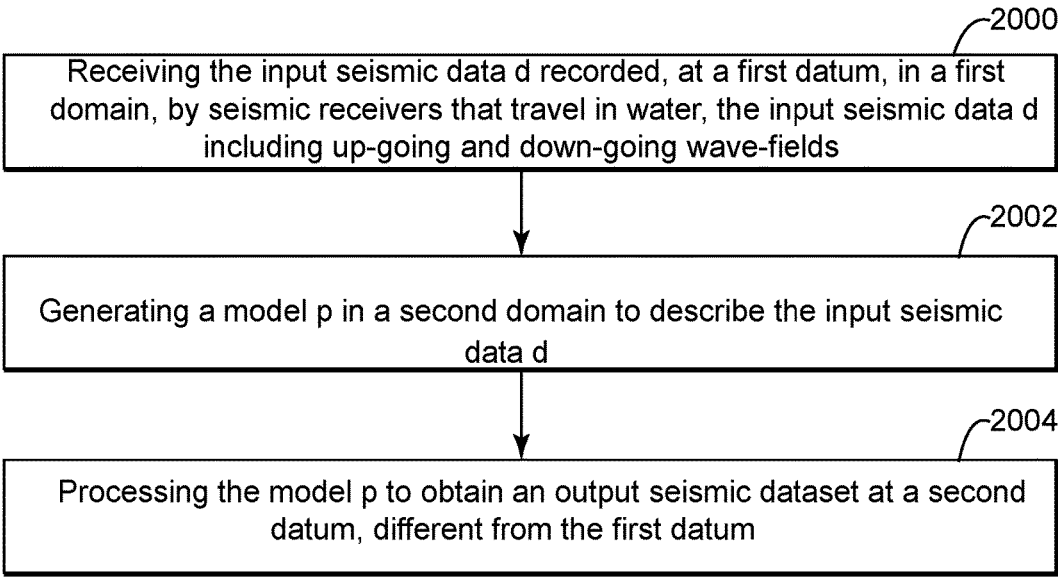 2000
Receiving the input seismic data d recorded, at a first datum, in a first
domain, by seismic receivers that travel in water, the input seismic data d
including up-going and down-going wave-fields
2002
Generating a model p in a second domain to describe the input seismic
data d
2004
Processing the model p to obtain an output seismic dataset at a second
datum, different from the first datum